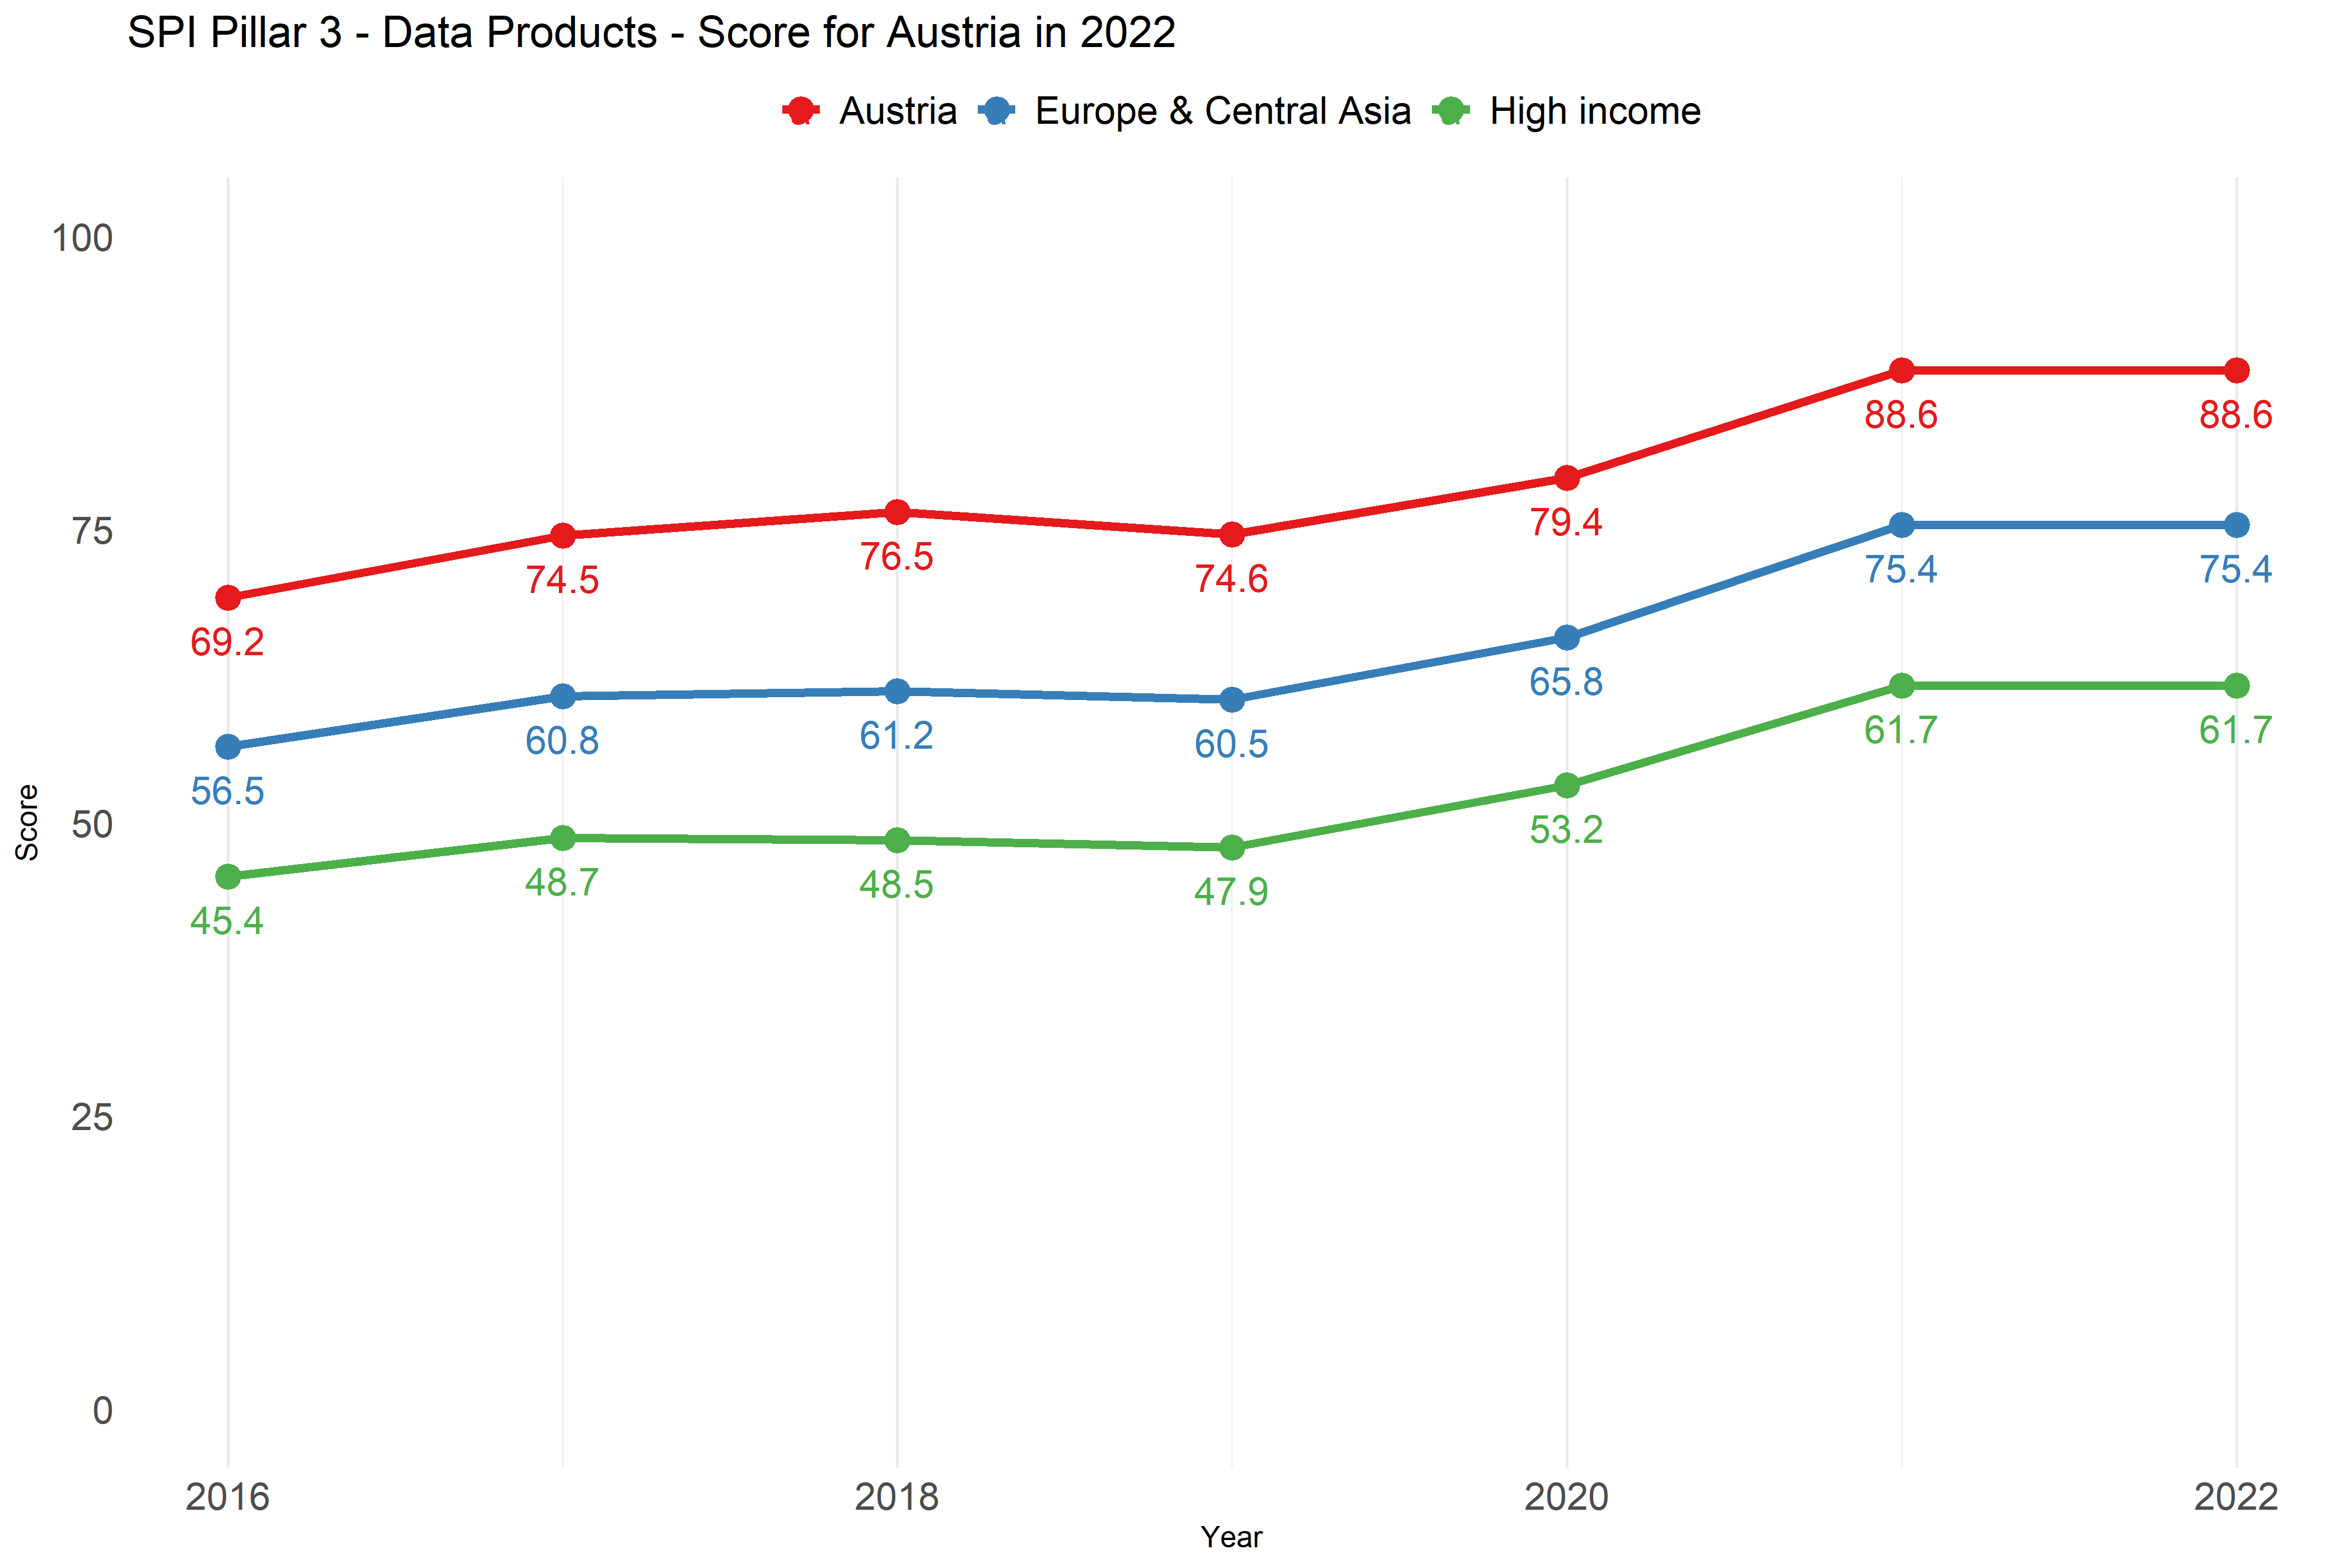 SPI Pillar 3 - Data Products - Score for Austria in 2022
Austria Europe & Central Asia High income
100
75
50
25
0
Score
69.2 74.5 76.5 74.6 79.4 88.6 88.6
56.5 60.8 61.2 60.5 65.8 75.4 75.4
45.4 48.7 48.5 47.9 53.2 61.7 61.7
2016 2018 2020 2022
Year